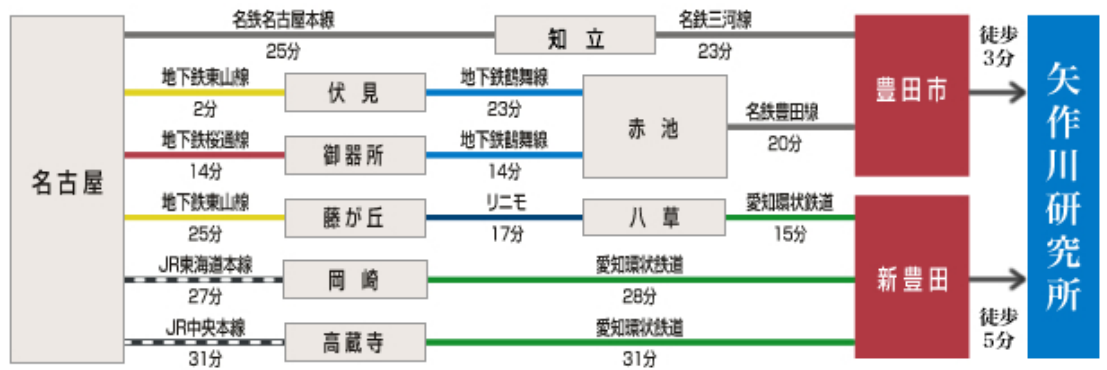 名古屋
名鉄名古屋本線
25分
知立
名鉄三河線
23分
地下鉄東山線
2分
伏見
地下鉄鶴舞線
23分
地下鉄桜通線
14分
御器所
地下鉄鶴舞線
14分
赤池
名鉄豊田線
20分
豊田市
徒歩
3分
地下鉄東山線
25分
藤が丘
リニモ
17分
八草
愛知環状鉄道
15分
JR東海道本線
27分
岡崎
愛知環状鉄道
28分
JR中央本線
31分
高蔵寺
愛知環状鉄道
31分
新豊田
徒歩
5分
矢作川研究所